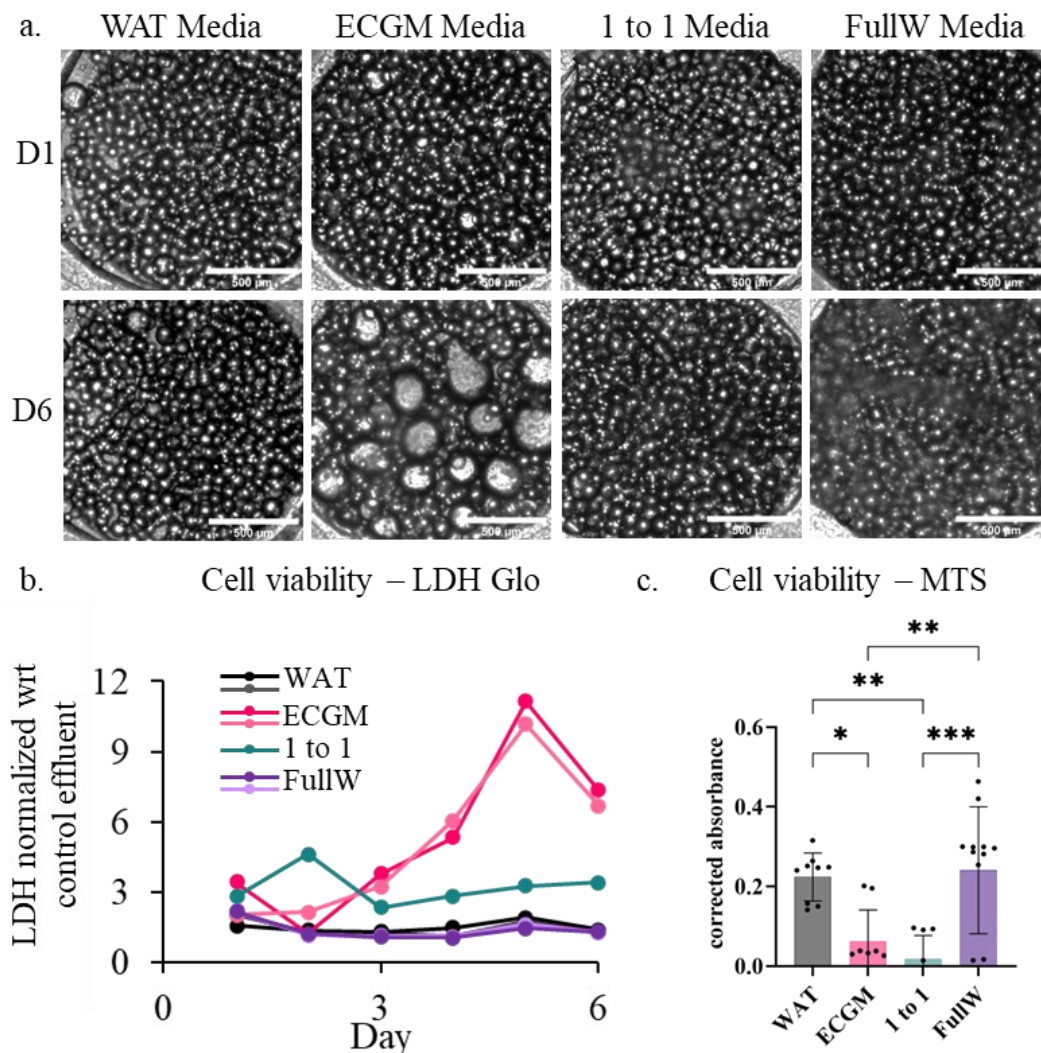 a.
WAT Media ECGM Media 1 to 1 Media FullW Media
D1
500 µm 500 µm 500 µm 500 µm
D6
500 µm 500 µm 500 µm 500 µm
b. Cell viability – LDH Glo
LDH normalized wrt
control effluent
12
9
6
3
0
WAT
ECGM
1 to 1
FullW
0 3 6
Day
c. Cell viability – MTS
**
**
* ***
corrected absorbance
0.6
0.4
0.2
0.0
WAT
ECGM
1 to 1
FullW